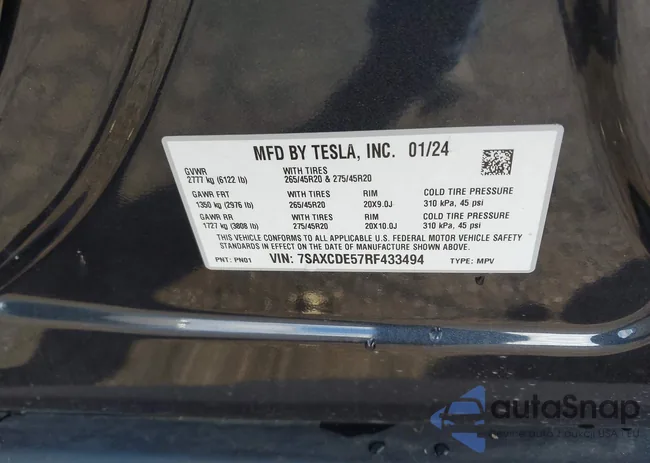 MFD BY TESLA, INC. 01/24
GVWR
2777 kg (6122 lb) WITH TIRES
265/45R20 & 275/45R20
GAWR FRT WITH TIRES RIM COLD TIRE PRESSURE
1350 kg (2976 lb) 265/45R20 20X9.0J 310 kPa, 45 psi
GAWR RR WITH TIRES RIM COLD TIRE PRESSURE
1727 kg (3808 lb) 275/45R20 20X10.0J 310 kPa, 45 psi
THIS VEHICLE CONFORMS TO ALL APPLICABLE U.S. FEDERAL MOTOR VEHICLE SAFETY
STANDARDS IN EFFECT ON THE DATE OF MANUFACTURE SHOWN ABOVE.
PNT: PN01 VIN: 7SAXCDE57RF433494 TYPE: MPV
autoSnap